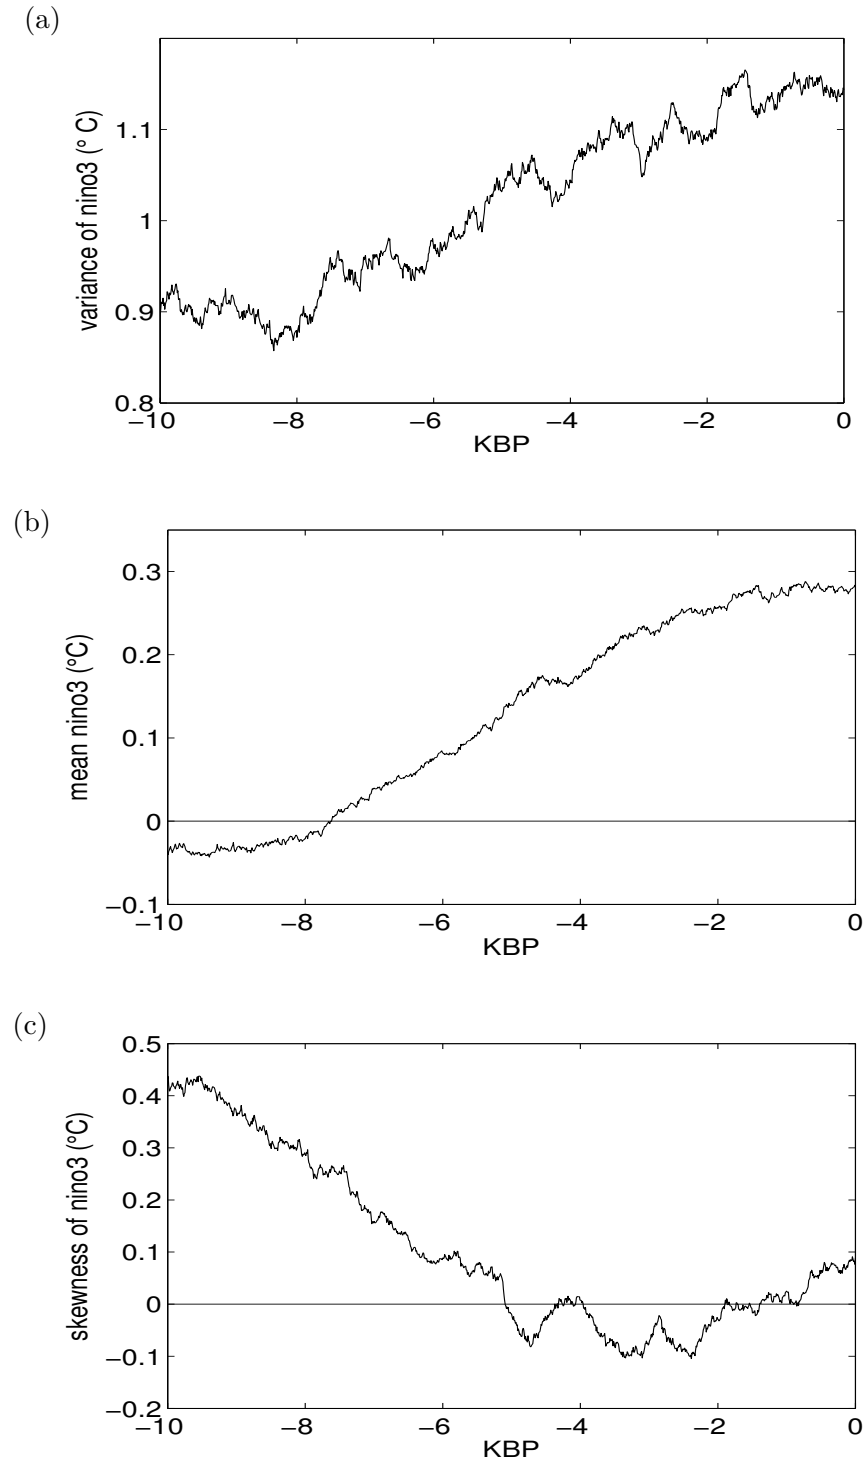 (a)
variance of nino3 (° C)
1.1
1
0.9
0.8
−10 −8 −6 −4 −2 0
KBP
(b)
mean nino3 (°C)
0.3
0.2
0.1
0
−0.1
−10 −8 −6 −4 −2 0
KBP
(c)
skewness of nino3 (°C)
0.5
0.4
0.3
0.2
0.1
0
−0.1
−0.2
−10 −8 −6 −4 −2 0
KBP